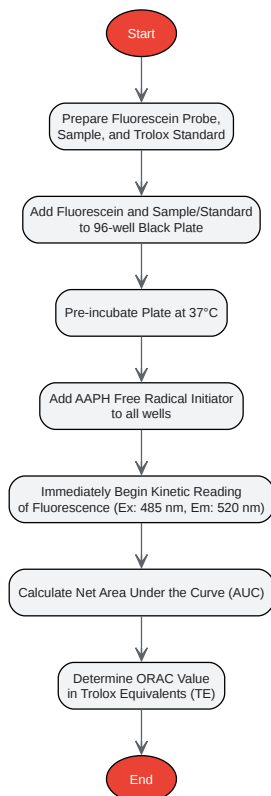 Start
Prepare Fluorescein Probe,
Sample, and Trolox Standard
Add Fluorescein and Sample/Standard
to 96-well Black Plate
Pre-incubate Plate at 37°C
Add AAPH Free Radical Initiator
to all wells
Immediately Begin Kinetic Reading
of Fluorescence (Ex: 485 nm, Em: 520 nm)
Calculate Net Area Under the Curve (AUC)
Determine ORAC Value
in Trolox Equivalents (TE)
End